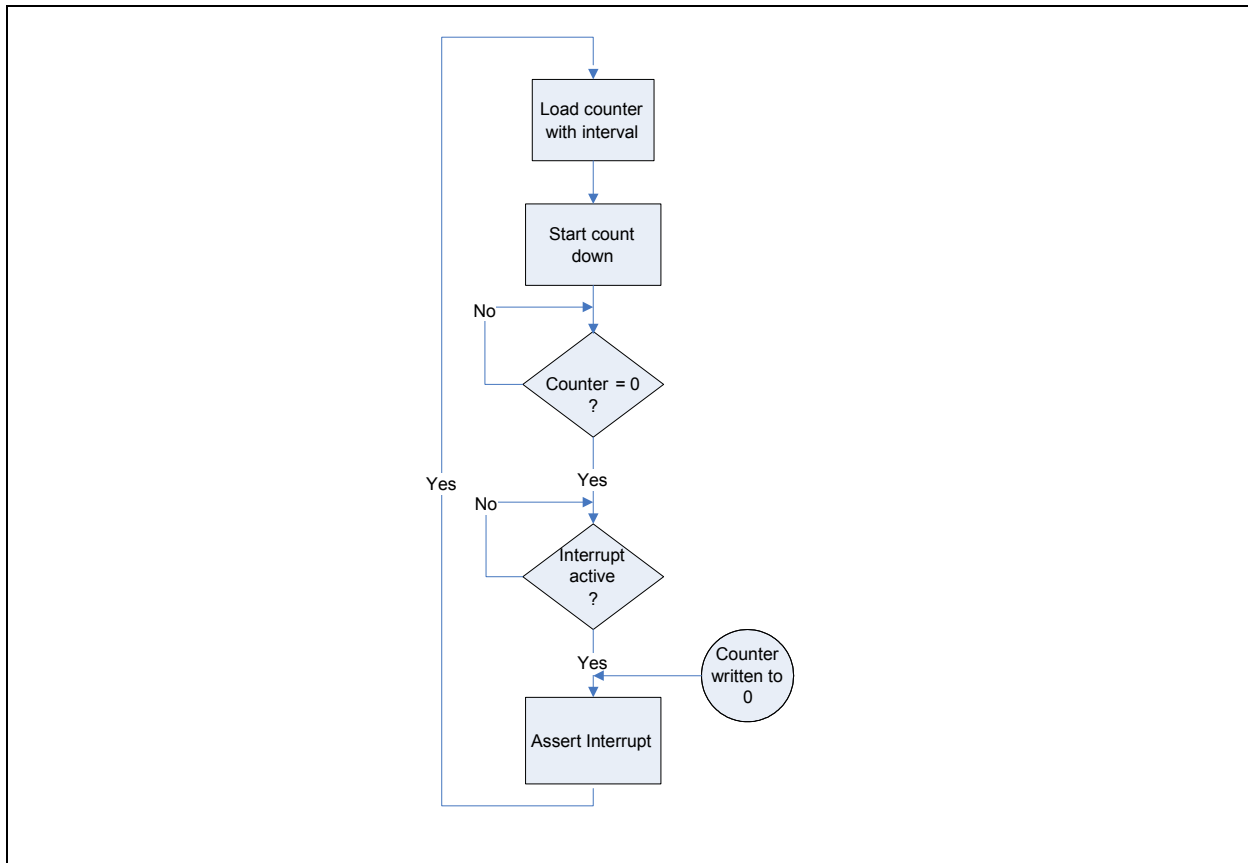 Load counter
with interval
Start count
down
No
Counter = 0
?
Yes
Yes
No
Interrupt
active
?
Yes
Counter
written to
0
Assert Interrupt